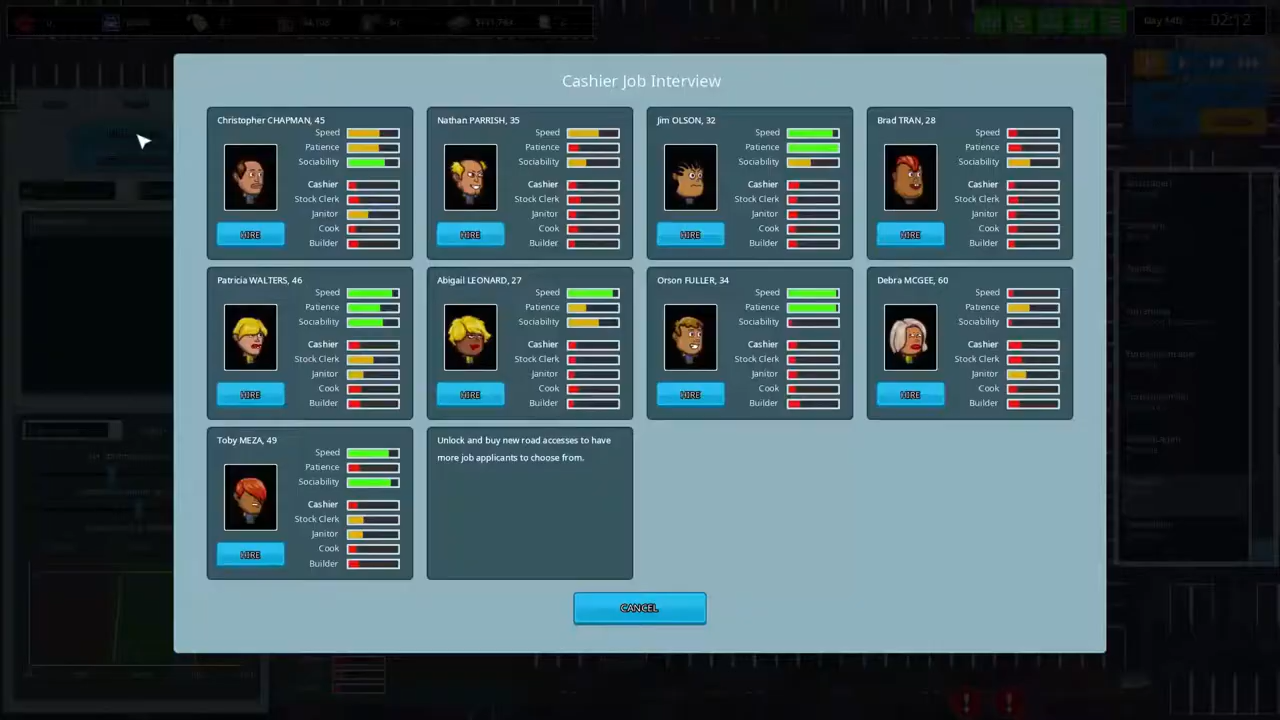 02:12
Cashier Job Interview
Christopher CHAPMAN, 45
Speed
Patience
Sociability
Cashier
Stock Clerk
Janitor
Cook
Builder
HIRE
Nathan PARRISH, 35
Speed
Patience
Sociability
Cashier
Stock Clerk
Janitor
Cook
Builder
HIRE
Jim OLSON, 32
Speed
Patience
Sociability
Cashier
Stock Clerk
Janitor
Cook
Builder
HIRE
Brad TRAN, 28
Speed
Patience
Sociability
Cashier
Stock Clerk
Janitor
Cook
Builder
HIRE
Patricia WALTERS, 46
Speed
Patience
Sociability
Cashier
Stock Clerk
Janitor
Cook
Builder
HIRE
Abigail LEONARD, 27
Speed
Patience
Sociability
Cashier
Stock Clerk
Janitor
Cook
Builder
HIRE
Orson FULLER, 34
Speed
Patience
Sociability
Cashier
Stock Clerk
Janitor
Cook
Builder
HIRE
Debra MCGEE, 60
Speed
Patience
Sociability
Cashier
Stock Clerk
Janitor
Cook
Builder
HIRE
Toby MEZA, 49
Speed
Patience
Sociability
Cashier
Stock Clerk
Janitor
Cook
Builder
HIRE
Unlock and buy new road accesses to have
more job applicants to choose from.
CANCEL